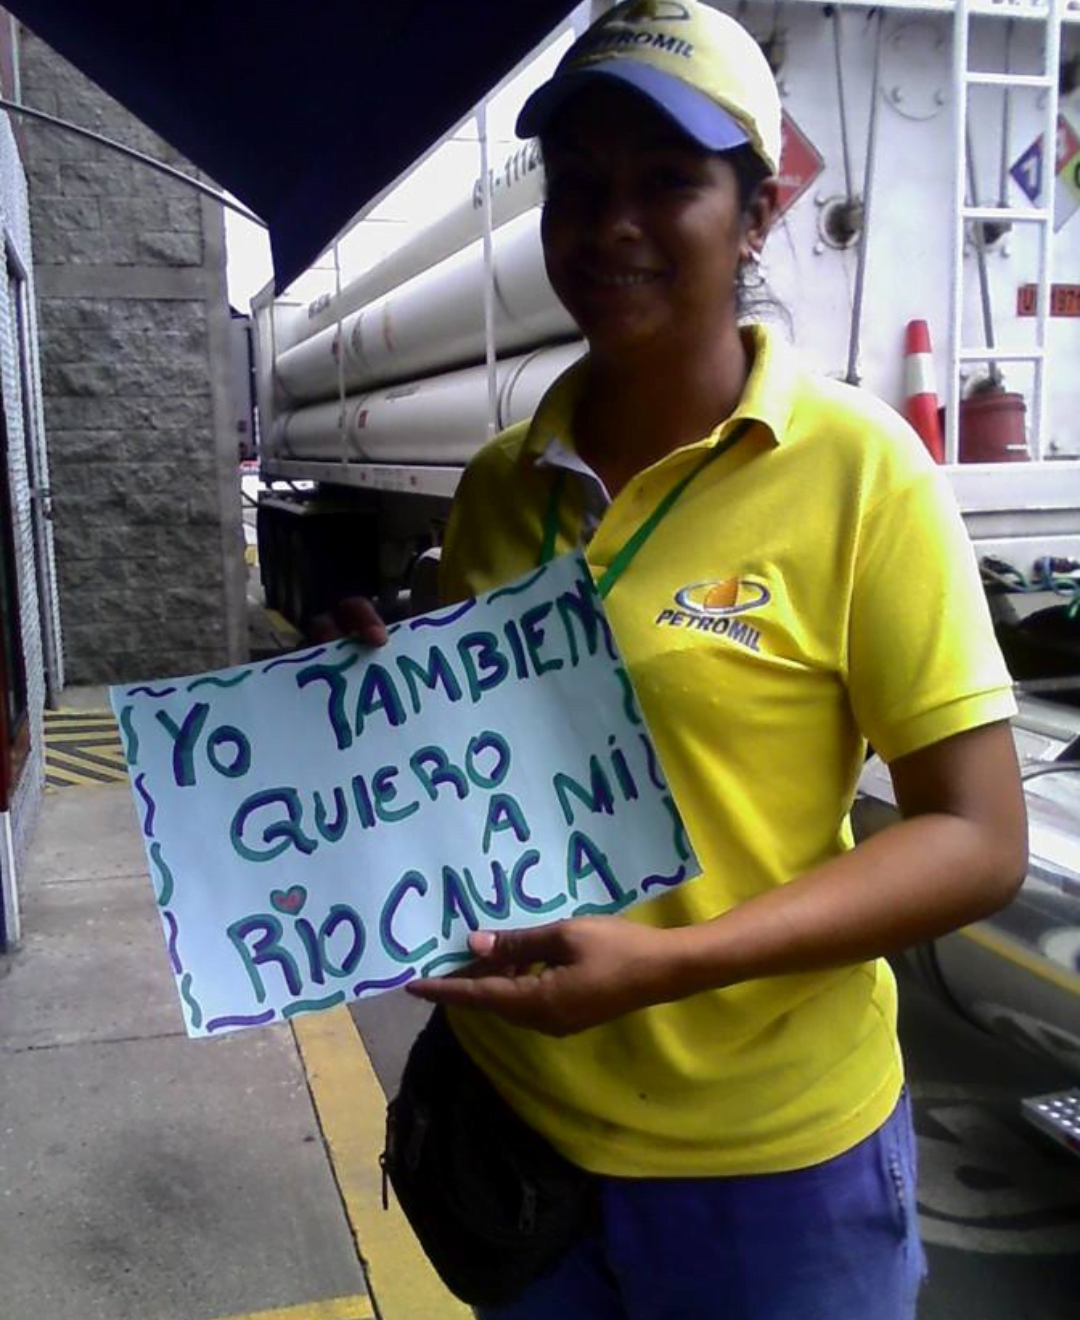 PETROMIL
PETROMIL
YO TAMBIEN
QUIERO
A MI
RIO CAUCA